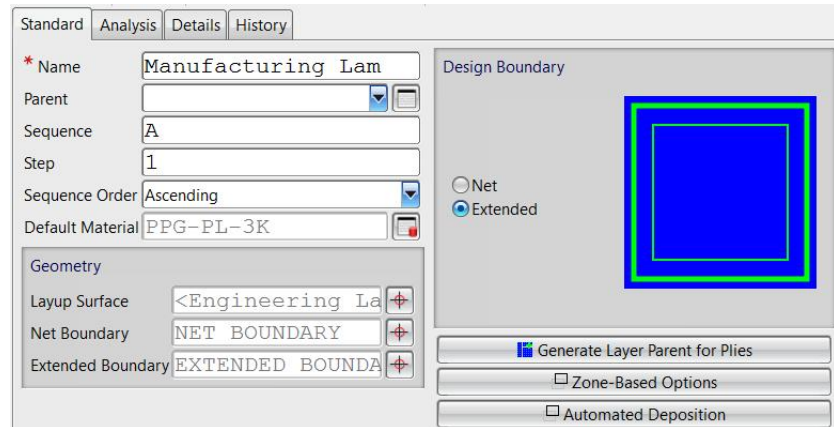 Standard Analysis Details History
* Name Manufacturing Lam
Parent
Sequence A
Step 1
Sequence Order Ascending
Default Material PPG-PL-3K
Geometry
Layup Surface <Engineering La
Net Boundary NET BOUNDARY
Extended Boundary EXTENDED BOUNDA
Design Boundary
Net
Extended
Generate Layer Parent for Plies
Zone-Based Options
Automated Deposition